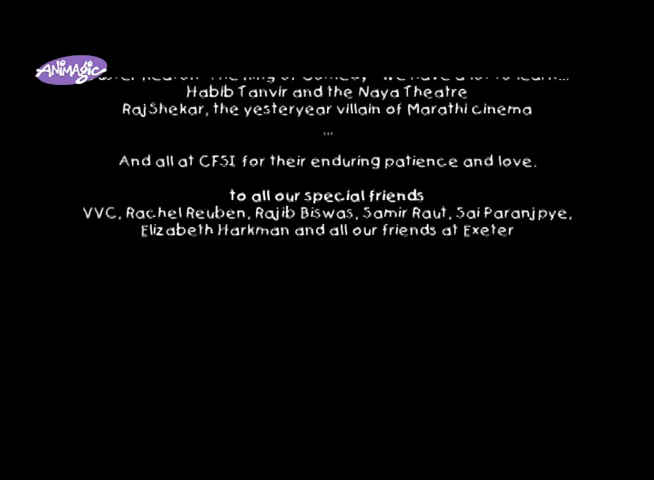 ANIMAGIC
Habib Tanvir and the Naya Theatre
RajShekar, the yesteryear villain of Marathi cinema
...
And all at CFSI for their enduring patience and love.
to all our special friends
VVC, Rachel Reuben, Rajib Biswas, Samir Raut, Sai Paranjpye,
Elizabeth Harkman and all our friends at Exeter